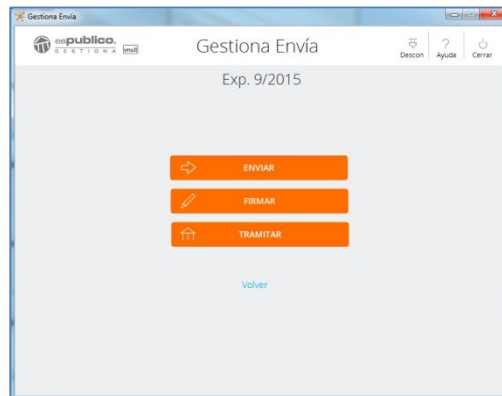 Gestiona Envía
espublico.
GESTIONA
Gestiona Envía
Descon
Ayuda
Cerrar
Exp. 9/2015
ENVIAR
FIRMAR
TRAMITAR
Volver